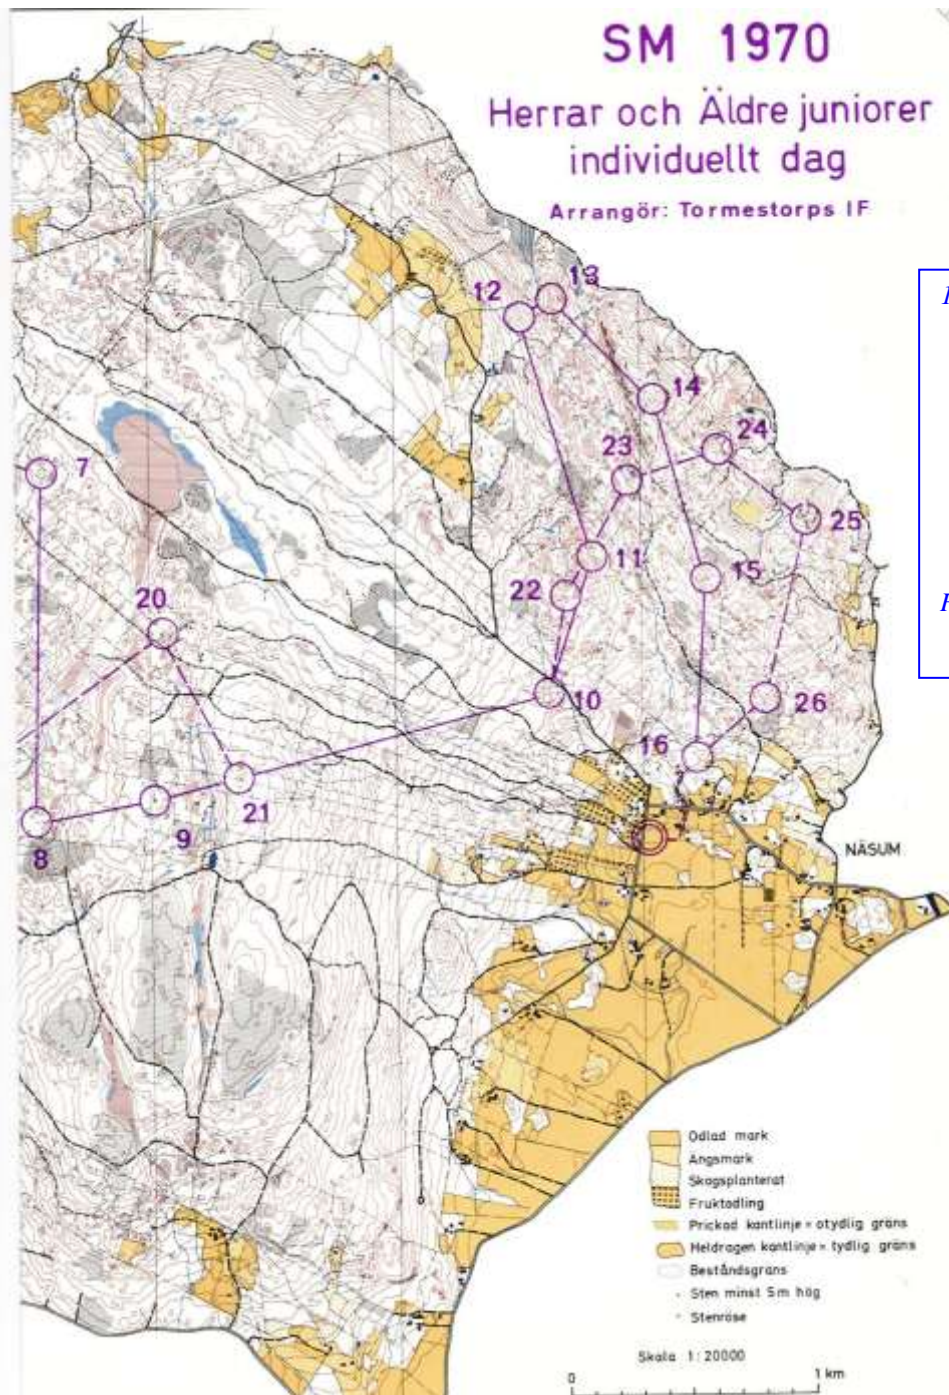 SM 1970
Herrar och Äldre juniorer
individuellt dag
Arrangör: Tormestorps IF
13
12
14
24
23
7
25
11
15
22
20
26
10
16
21
9
8
NÄSUM
Odlad mark
Ängsmark
Skogsplanterat
Fruktodling
Prickad kantlinje = otydlig gräns
Heldragen kantlinje = tydlig gräns
Beståndsgräns
Sten minst 5m hög
Stenröse
Skala 1:20000
0 1 km